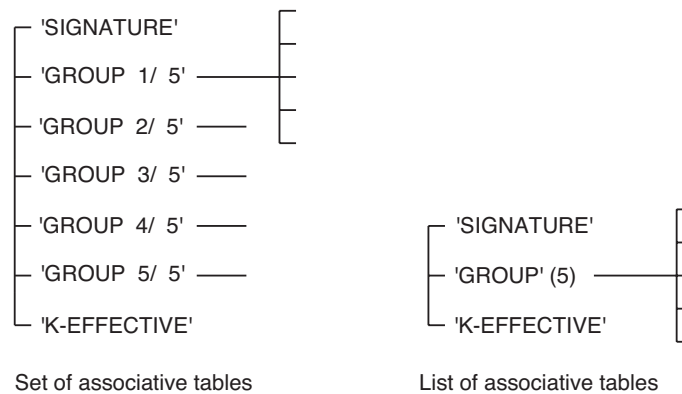 'SIGNATURE'
'GROUP 1/ 5'
'GROUP 2/ 5'
'GROUP 3/ 5'
'GROUP 4/ 5'
'GROUP 5/ 5'
'K-EFFECTIVE'
Set of associative tables
'SIGNATURE'
'GROUP' (5)
'K-EFFECTIVE'
List of associative tables